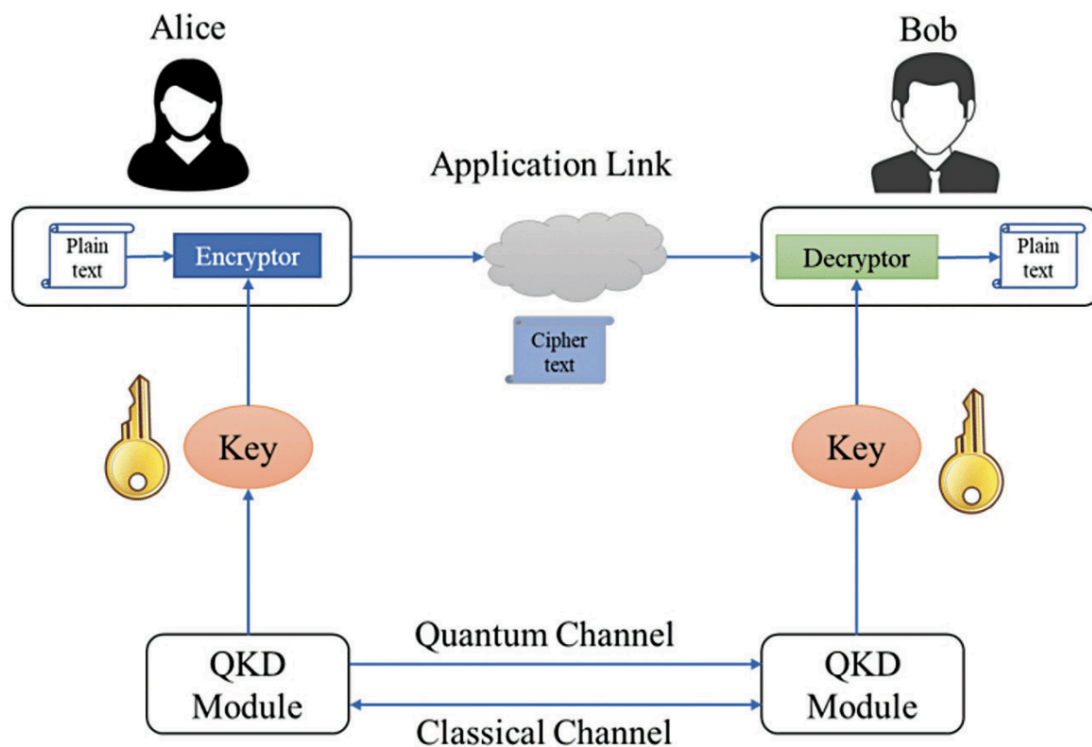 Alice
Bob
Application Link
Plain
text
Encryptor
Decryptor
Plain
text
Cipher
text
Key
Key
Quantum Channel
QKD
Module
QKD
Module
Classical Channel